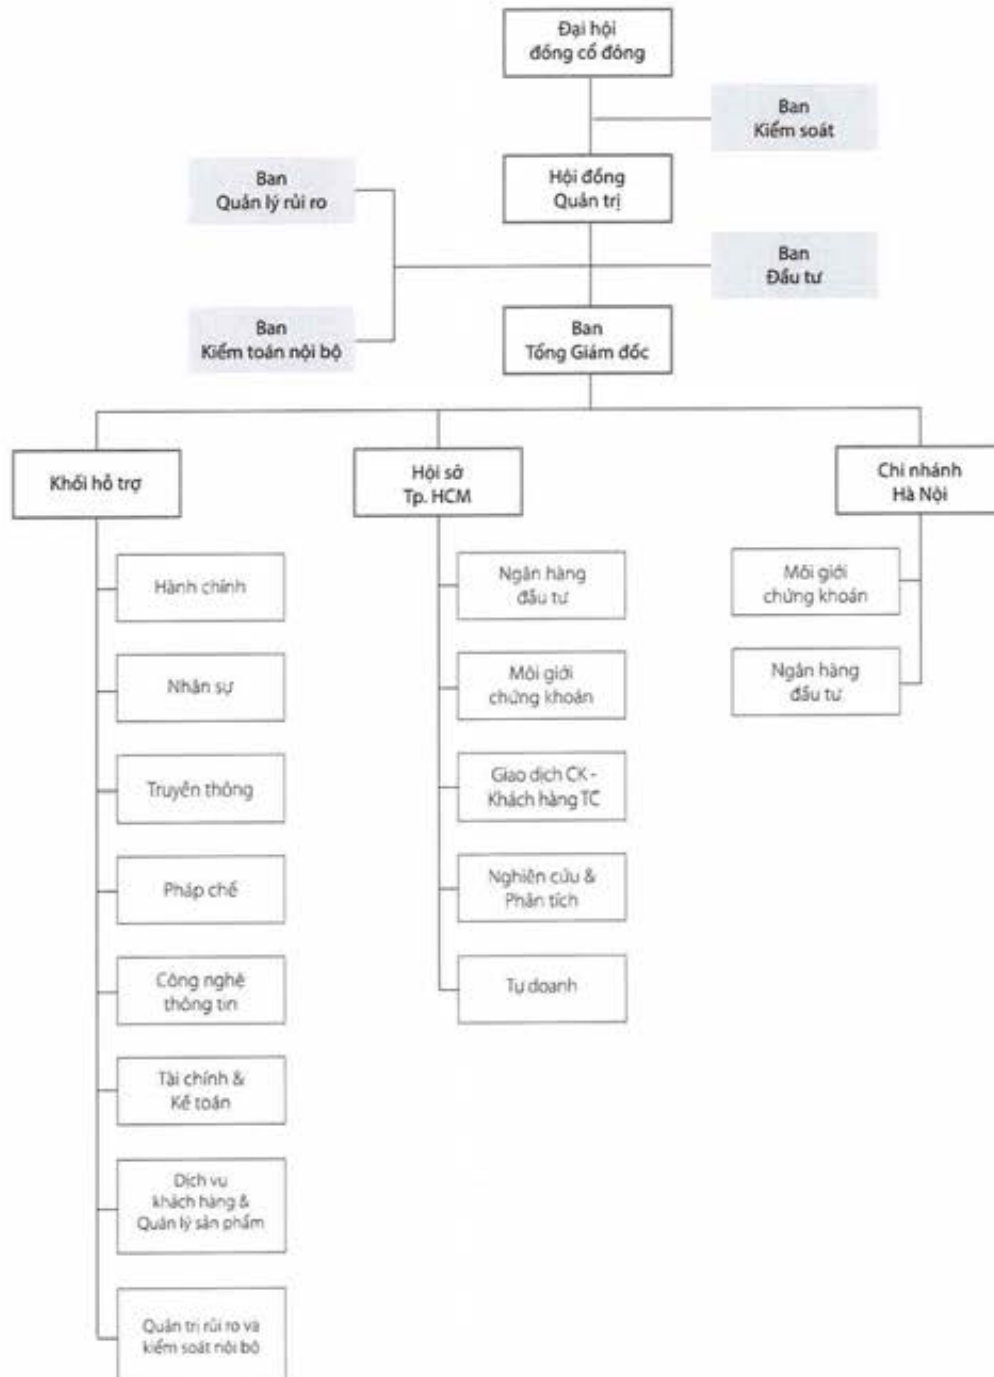 Đại hội
đồng cổ đông
Ban
Kiểm soát
Ban
Quản lý rủi ro
Hội đồng
Quản trị
Ban
Đầu tư
Ban
Kiểm toán nội bộ
Ban
Tổng Giám đốc
Khối hỗ trợ
Hội sở
Tp. HCM
Chi nhánh
Hà Nội
Hành chính
Nhân sự
Truyền thông
Pháp chế
Công nghệ
thông tin
Tài chính &
Kế toán
Dịch vụ
khách hàng &
Quản lý sản phẩm
Quản trị rủi ro và
kiểm soát nội bộ
Ngân hàng
đầu tư
Môi giới
chứng khoán
Giao dịch CK -
Khách hàng TC
Nghiên cứu &
Phân tích
Tự doanh
Môi giới
chứng khoán
Ngân hàng
đầu tư